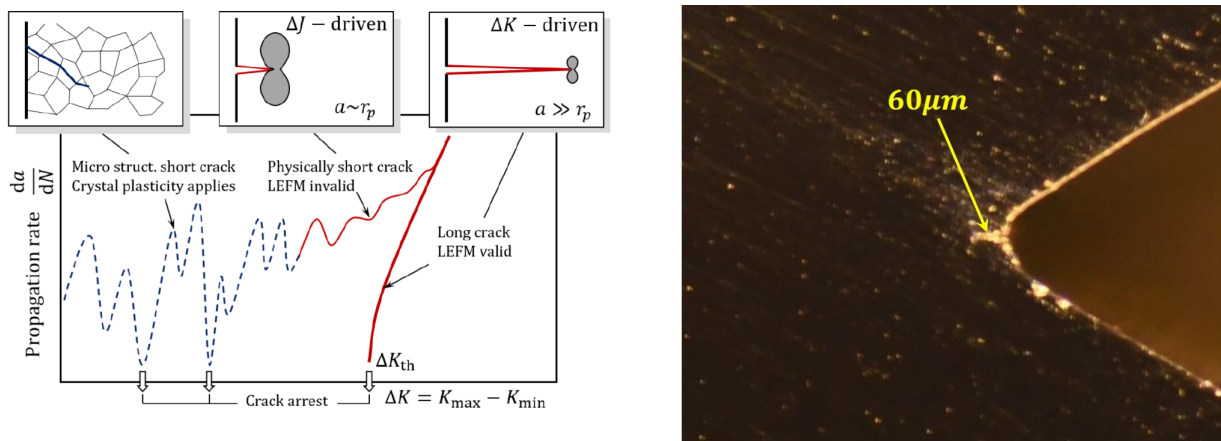 ΔJ − driven
a~r_p
ΔK − driven
a ≫ r_p
Micro struct. short crack
Crystal plasticity applies
Physically short crack
LEFM invalid
Long crack
LEFM valid
Propagation rate da/dN
ΔK_th
Crack arrest
ΔK = K_max − K_min
60μm